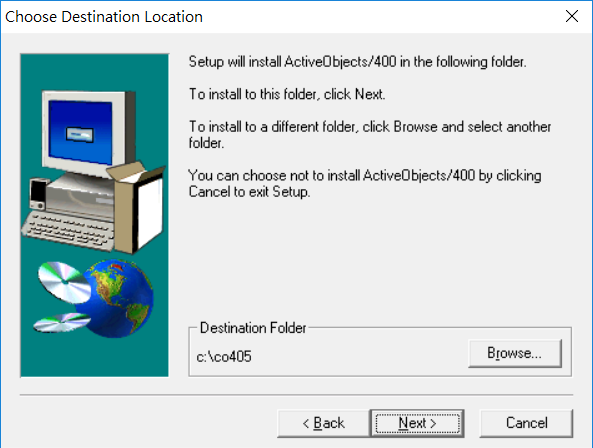 Choose Destination Location
Setup will install ActiveObjects/400 in the following folder.
To install to this folder, click Next.
To install to a different folder, click Browse and select another
folder.
You can choose not to install ActiveObjects/400 by clicking
Cancel to exit Setup.
Destination Folder
c:\co405
Browse...
< Back
Next >
Cancel